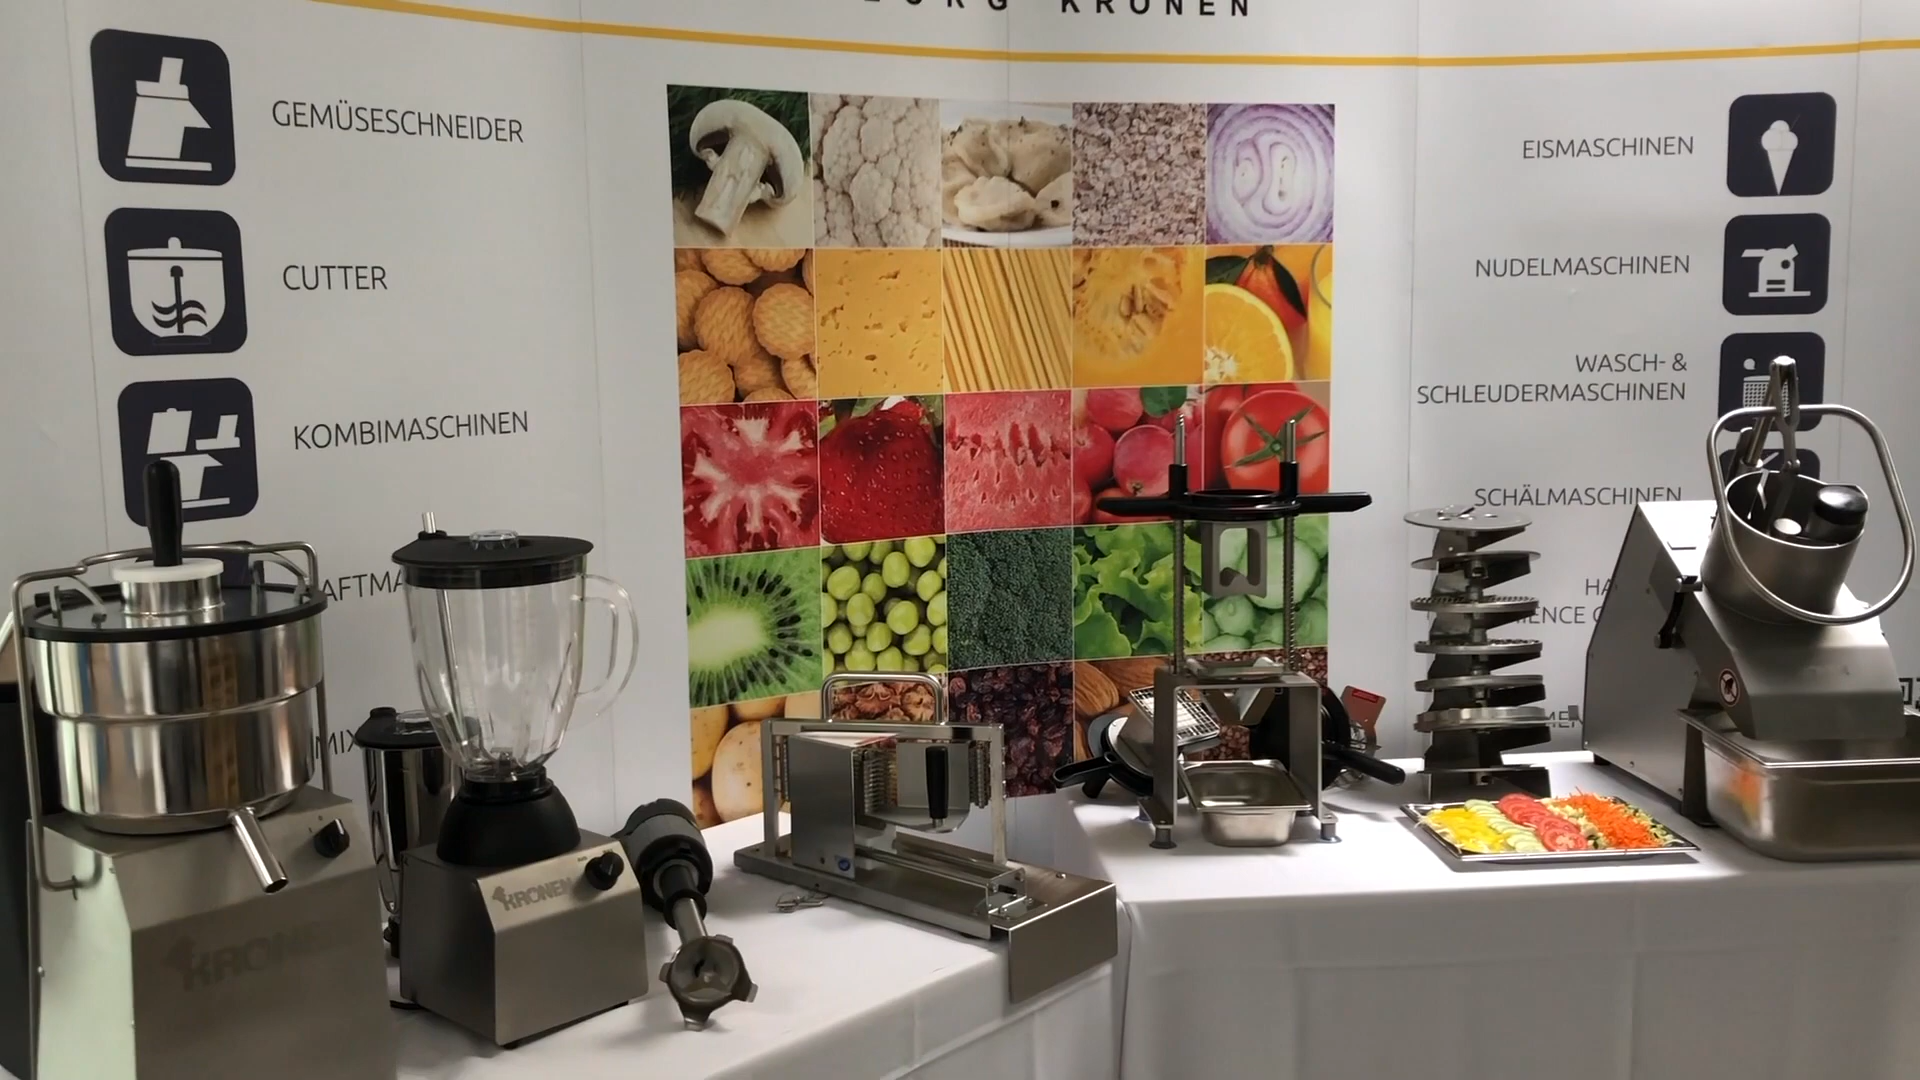 KRONEN
GEMÜSESCHNEIDER
CUTTER
KOMBIMASCHINEN
EISMASCHINEN
NUDELMASCHINEN
WASCH- &
SCHLEUDERMASCHINEN
SCHÄLMASCHINEN
KRONEN
KRONEN